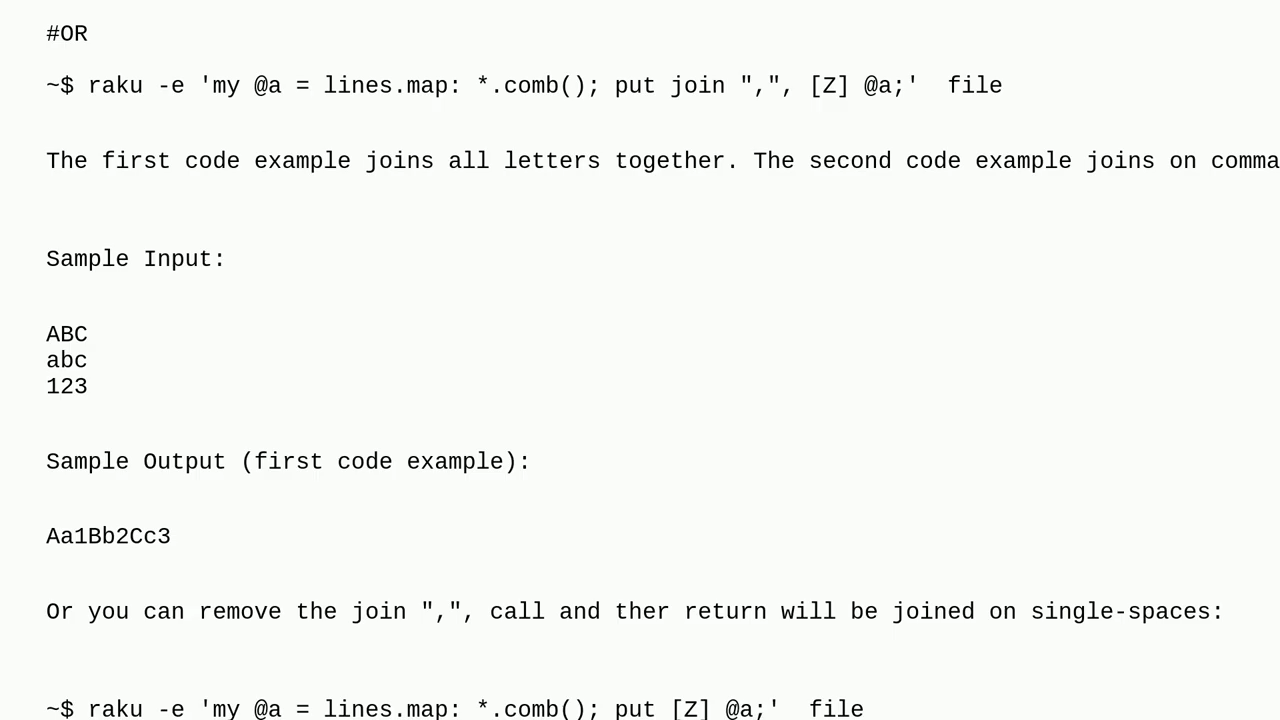 #OR
~$ raku -e 'my @a = lines.map: *.comb(); put join ",", [Z] @a;'  file
The first code example joins all letters together. The second code example joins on comma
Sample Input:
ABC
abc
123
Sample Output (first code example):
Aa1Bb2Cc3
Or you can remove the join ",", call and ther return will be joined on single-spaces:
~$ raku -e 'my @a = lines.map: *.comb(); put [Z] @a;'  file